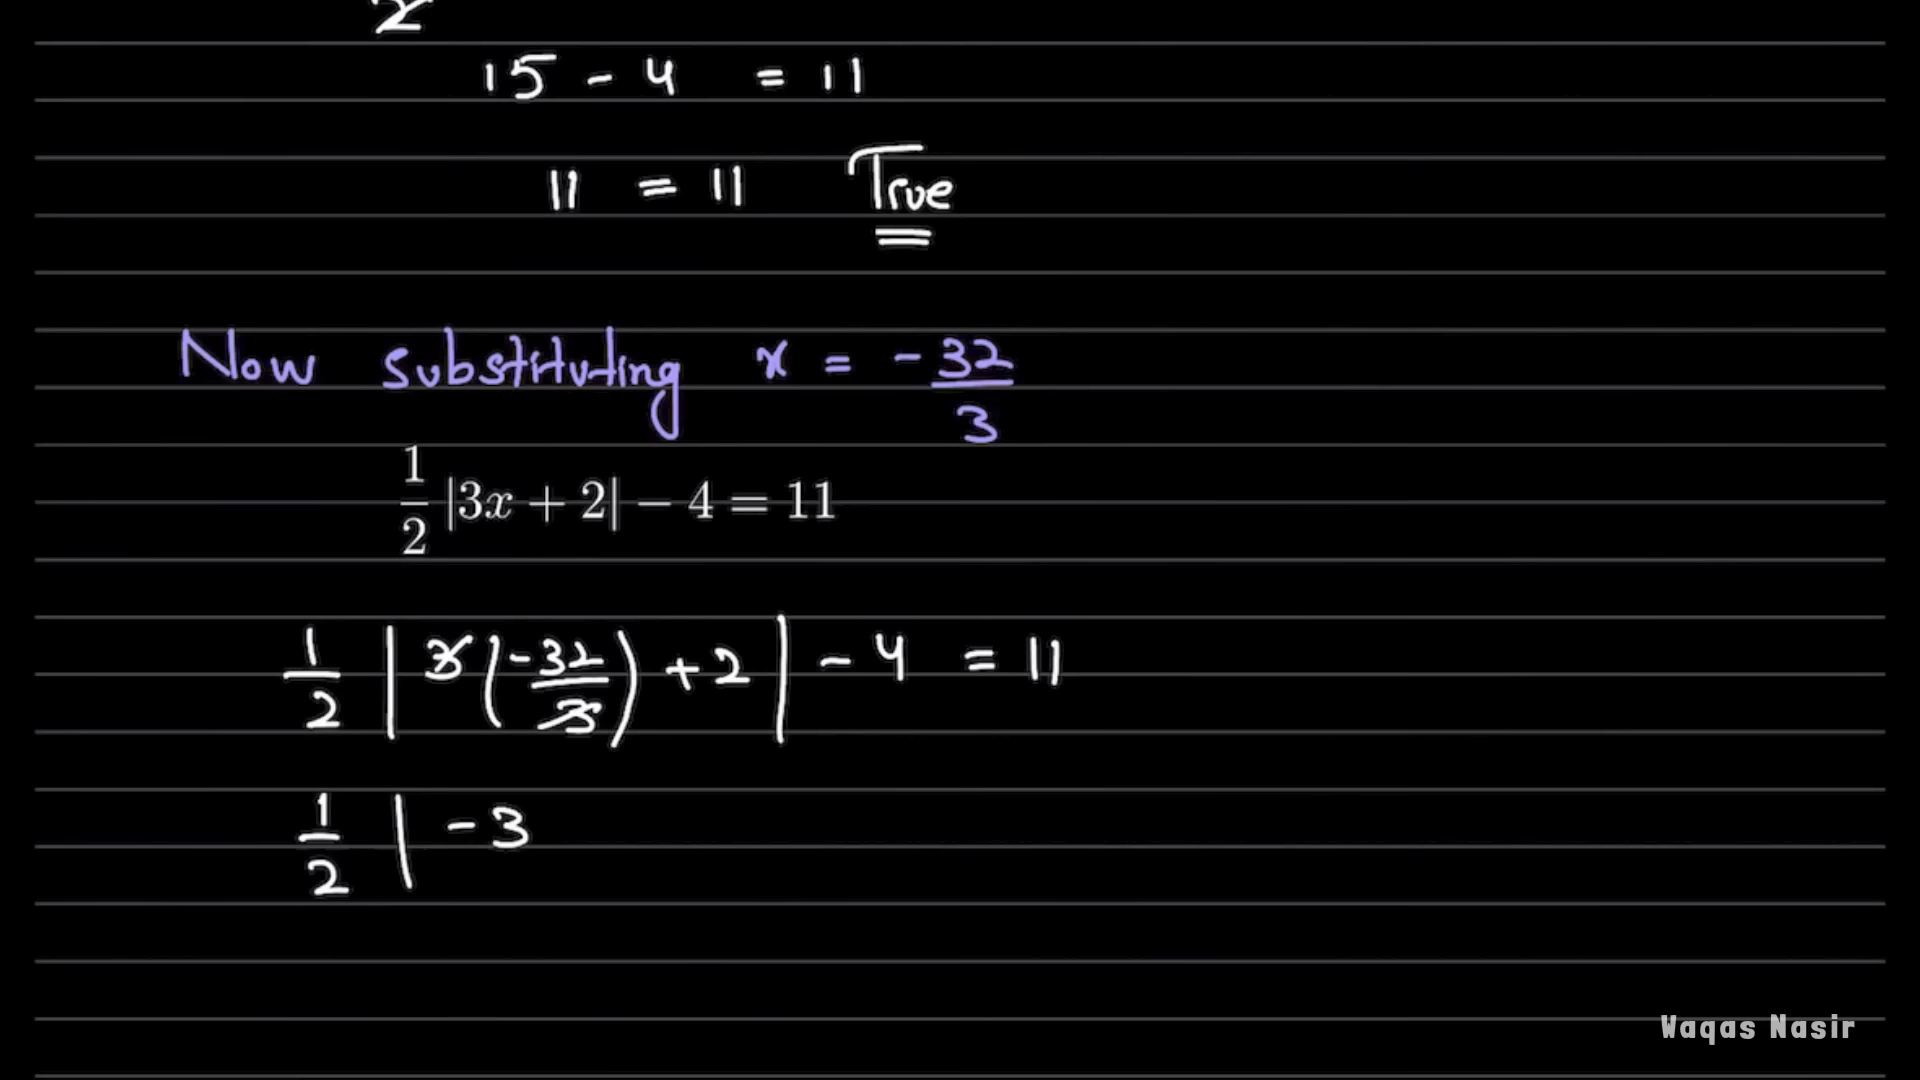 2
15 - 4 = 11
11 = 11 True
Now substituting x = -32/3
1/2 |3x + 2| - 4 = 11
1/2 | 3(-32/3) + 2 | - 4 = 11
1/2 | -3
Waqas Nasir